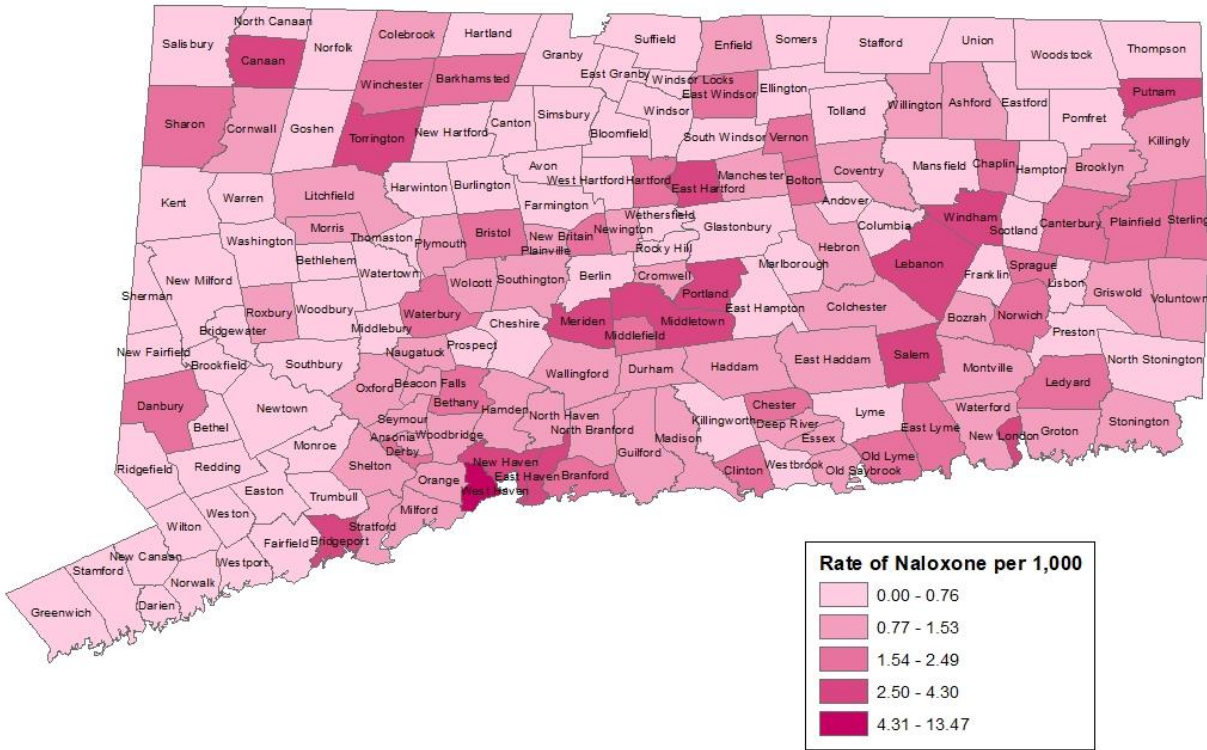 North Canaan
Salisbury
Canaan
Norfolk
Colebrook
Hartland
Granby
Suffield
East Granby
Windsor Locks
Enfield
Somers
Stafford
Union
Woodstock
Thompson
Winchester
Barkhamsted
East Windsor
Ellington
Windsor
Putnam
Sharon
Cornwall
Goshen
Torrington
New Hartford
Canton
Simsbury
Bloomfield
South Windsor
Vernon
Tolland
Willington
Ashford
Eastford
Pomfret
Killingly
Kent
Warren
Litchfield
Harwinton
Burlington
Avon
West Hartford
Hartford
East Hartford
Manchester
Bolton
Coventry
Mansfield
Chaplin
Hampton
Brooklyn
Farmington
Andover
Washington
Morris
Thomaston
Plymouth
Bristol
New Britain
Plainville
Newington
Wethersfield
Rocky Hill
Glastonbury
Columbia
Windham
Scotland
Canterbury
Plainfield
Sterling
Bethlehem
Watertown
Hebron
Marlborough
Lebanon
Franklin
Sprague
Lisbon
Griswold
Voluntown
New Milford
Sherman
Roxbury
Woodbury
Wolcott
Southington
Berlin
Cromwell
Portland
East Hampton
Colchester
Bozrah
Norwich
Preston
Bridgewater
Middlebury
Waterbury
Cheshire
Meriden
Middlefield
Middletown
North Stonington
New Fairfield
Brookfield
Southbury
Naugatuck
Prospect
Wallingford
Durham
Haddam
East Haddam
Salem
Montville
Ledyard
Danbury
Bethel
Newtown
Oxford
Beacon Falls
Bethany
Hamden
North Haven
North Branford
Madison
Killingworth
Chester
Deep River
Essex
Lyme
East Lyme
Waterford
New London
Groton
Stonington
Seymour
Ansonia
Derby
Woodbridge
Guilford
Monroe
Ridgefield
Redding
Shelton
Orange
New Haven
East Haven
West Haven
Branford
Clinton
Westbrook
Old Saybrook
Old Lyme
Easton
Trumbull
Milford
Weston
Wilton
Stratford
Bridgeport
Fairfield
New Canaan
Stamford
Norwalk
Westport
Darien
Greenwich
Rate of Naloxone per 1,000
0.00 - 0.76
0.77 - 1.53
1.54 - 2.49
2.50 - 4.30
4.31 - 13.47